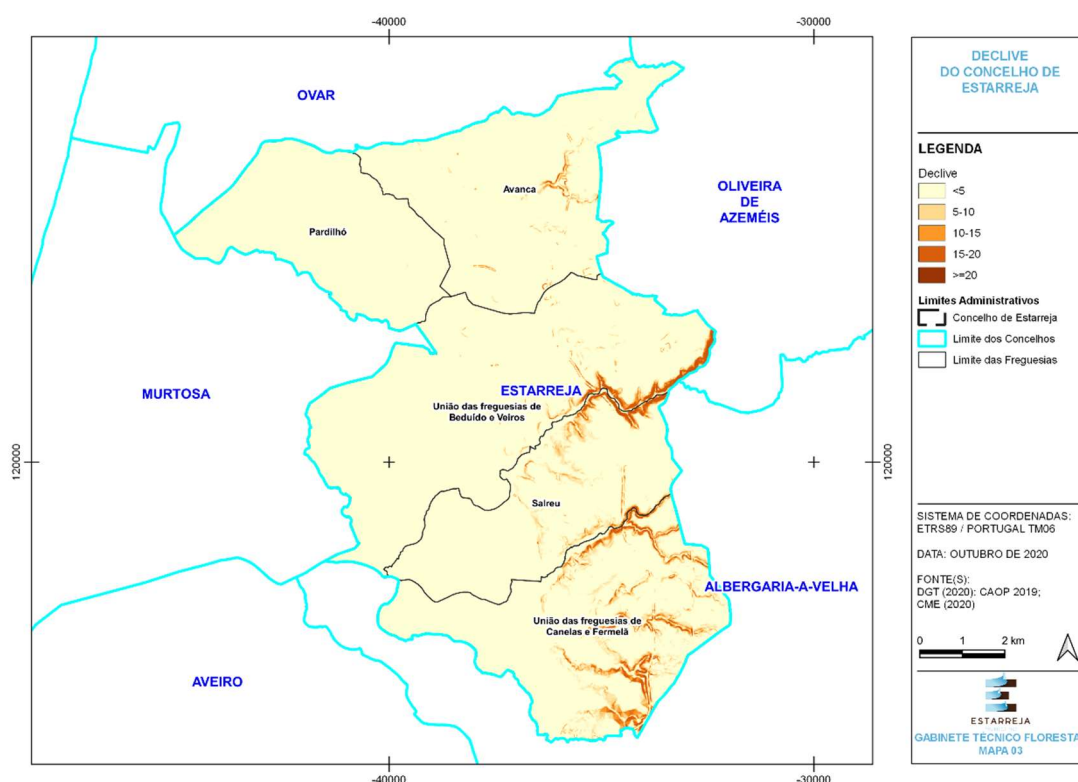 -40000
-30000
OVAR
Avanca
OLIVEIRA
DE
AZEMÉIS
Pardilhó
MURTOSA
ESTARREJA
União das freguesias de
Beduído e Veiros
120000
120000
Salreu
ALBERGARIA-A-VELHA
União das freguesias de
Canelas e Fermelã
AVEIRO
-40000
-30000
DECLIVE
DO CONCELHO DE
ESTARREJA
LEGENDA
Declive
<5
5-10
10-15
15-20
>=20
Limites Administrativos
Concelho de Estarreja
Limite dos Concelhos
Limite das Freguesias
SISTEMA DE COORDENADAS:
ETRS89 / PORTUGAL TM06
DATA: OUTUBRO DE 2020
FONTE(S):
DGT (2020): CAOP 2019;
CME (2020)
0 1 2 km
ESTARREJA
GABINETE TÉCNICO FLORESTA
MAPA 03